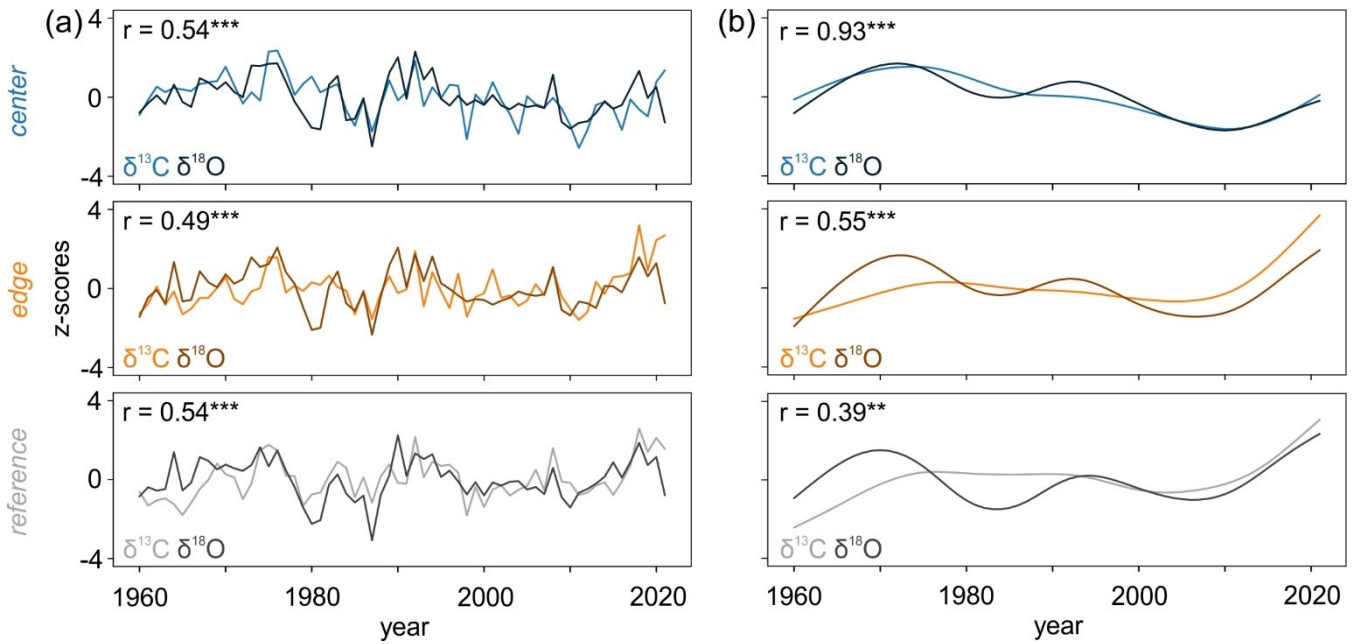 (a)
(b)
4
r = 0.54***
r = 0.93***
center
0
δ¹³C δ¹⁸O
δ¹³C δ¹⁸O
-4
4
r = 0.49***
r = 0.55***
edge
z-scores
0
δ¹³C δ¹⁸O
δ¹³C δ¹⁸O
-4
4
r = 0.54***
r = 0.39**
reference
0
δ¹³C δ¹⁸O
δ¹³C δ¹⁸O
-4
1960 1980 2000 2020
1960 1980 2000 2020
year
year